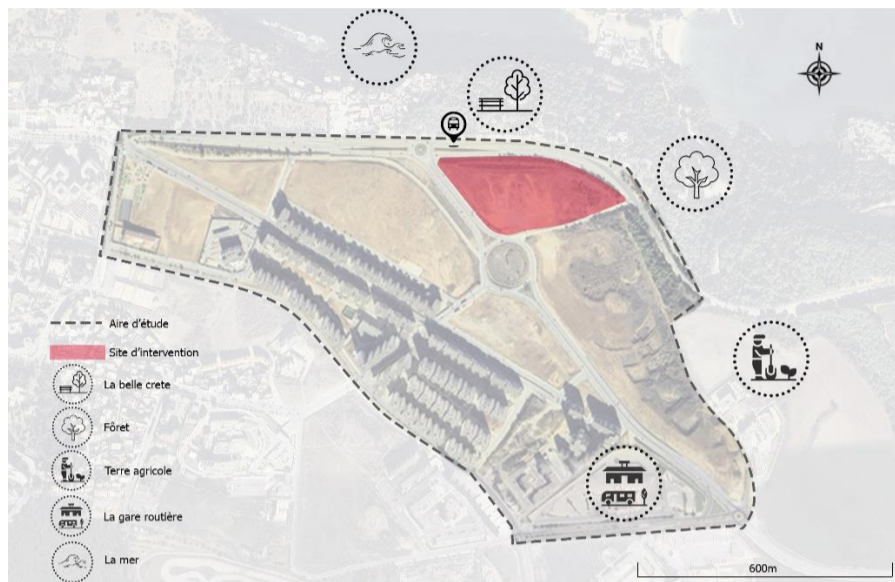 N
Aire d'étude
Site d'intervention
La belle crete
Fôret
Terre agricole
La gare routière
La mer
600m